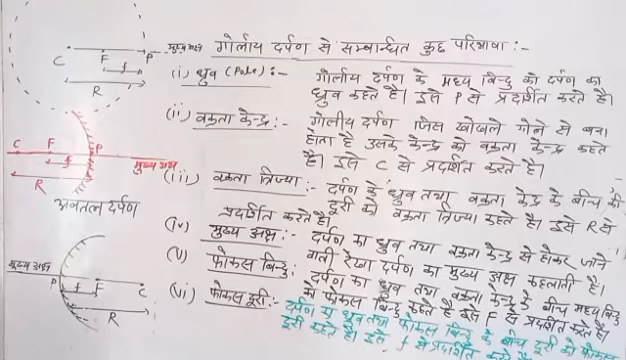 गोलीय दर्पण से सम्बन्धित कुछ परिभाषा :-
C F P मुख्य अक्ष
f
R
(i) ध्रुव (Pole) :- गोलीय दर्पण के मध्य बिन्दु को दर्पण का
ध्रुव कहते है। इसे P से प्रदर्शित करते है।
(ii) वक्रता केन्द्र :- गोलीय दर्पण जिस खोखले गोले से बना
होता है उसके केन्द्र को वक्रता केन्द्र कहते
है। इसे C से प्रदर्शित करते है।
C F P मुख्य अक्ष
f
R
अवतल दर्पण
(iii) वक्रता त्रिज्या :- दर्पण के ध्रुव तथा वक्रता केन्द्र के बीच की
दूरी को वक्रता त्रिज्या कहते है। इसे R से
प्रदर्शित करते है।
(iv) मुख्य अक्ष :- दर्पण का ध्रुव तथा वक्रता केन्द्र से होकर जाने
वाली रेखा दर्पण का मुख्य अक्ष कहलाती है।
(v) फोकस बिन्दु : दर्पण का ध्रुव तथा वक्रता केन्द्र के बीच मध्य बिन्दु
को फोकस बिन्दु कहते है इसे F से प्रदर्शित करते है।
(vi) फोकस दूरी :- दर्पण का ध्रुव तथा फोकस बिन्दु के बीच दूरी को फोकस
दूरी कहते है। इसे f से प्रदर्शित करते है
मुख्य अक्ष
P F C
R